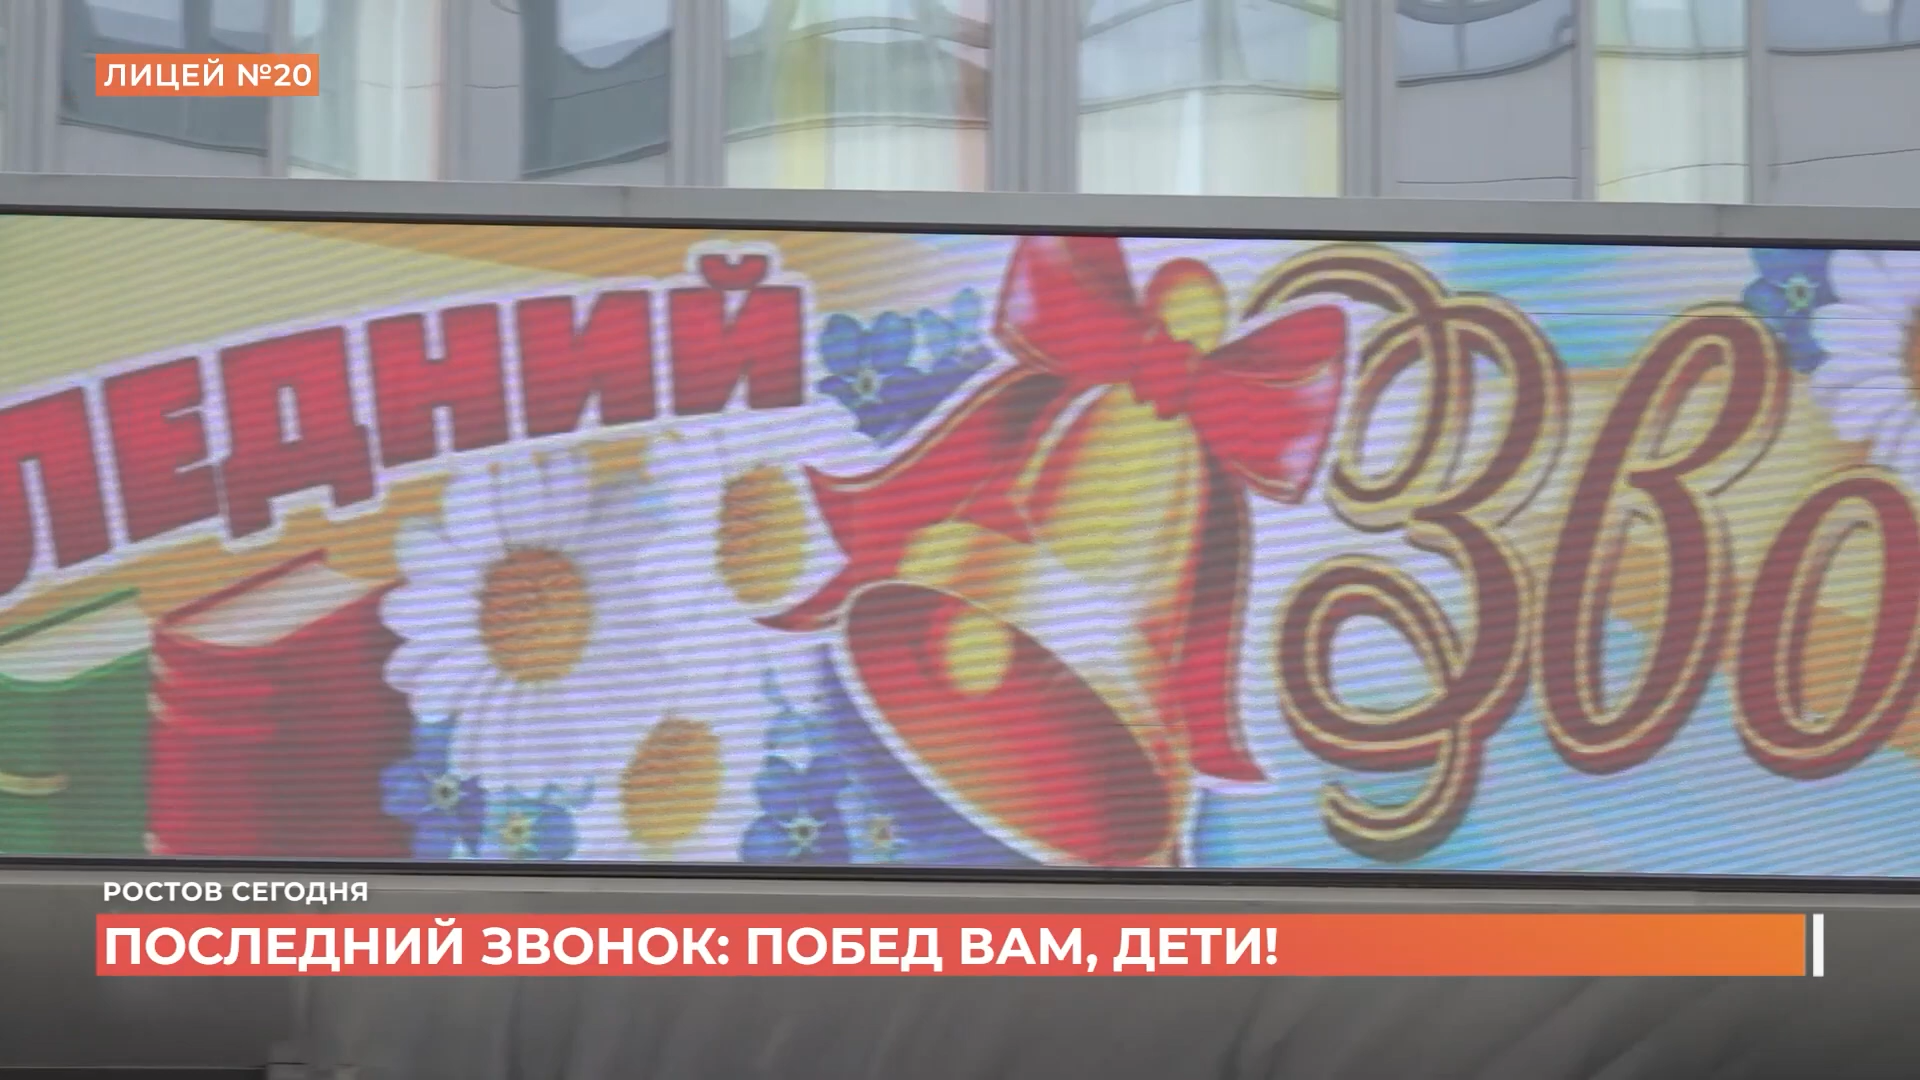 ЛИЦЕЙ №20
ЛЕДНИЙ
Зво
РОСТОВ СЕГОДНЯ
ПОСЛЕДНИЙ ЗВОНОК: ПОБЕД ВАМ, ДЕТИ!